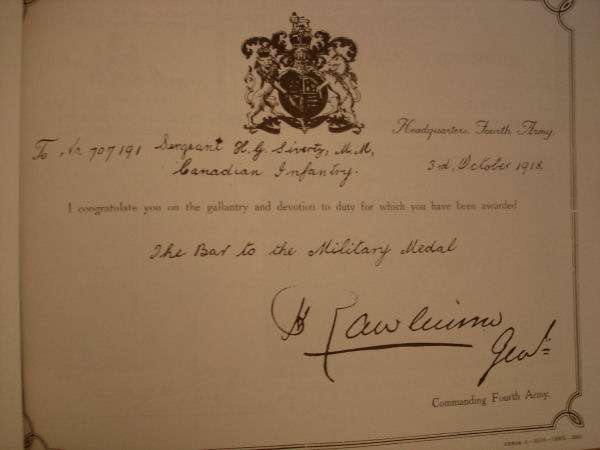 Headquarters, Fourth Army.
To No. 707191 Sergeant H. G. Sivertz, M.M.,
Canadian Infantry.
3rd, October 1918.
I congratulate you on the gallantry and devotion to duty for which you have been awarded
The Bar to the Military Medal
H Rawlinson
Genl.
Commanding Fourth Army.